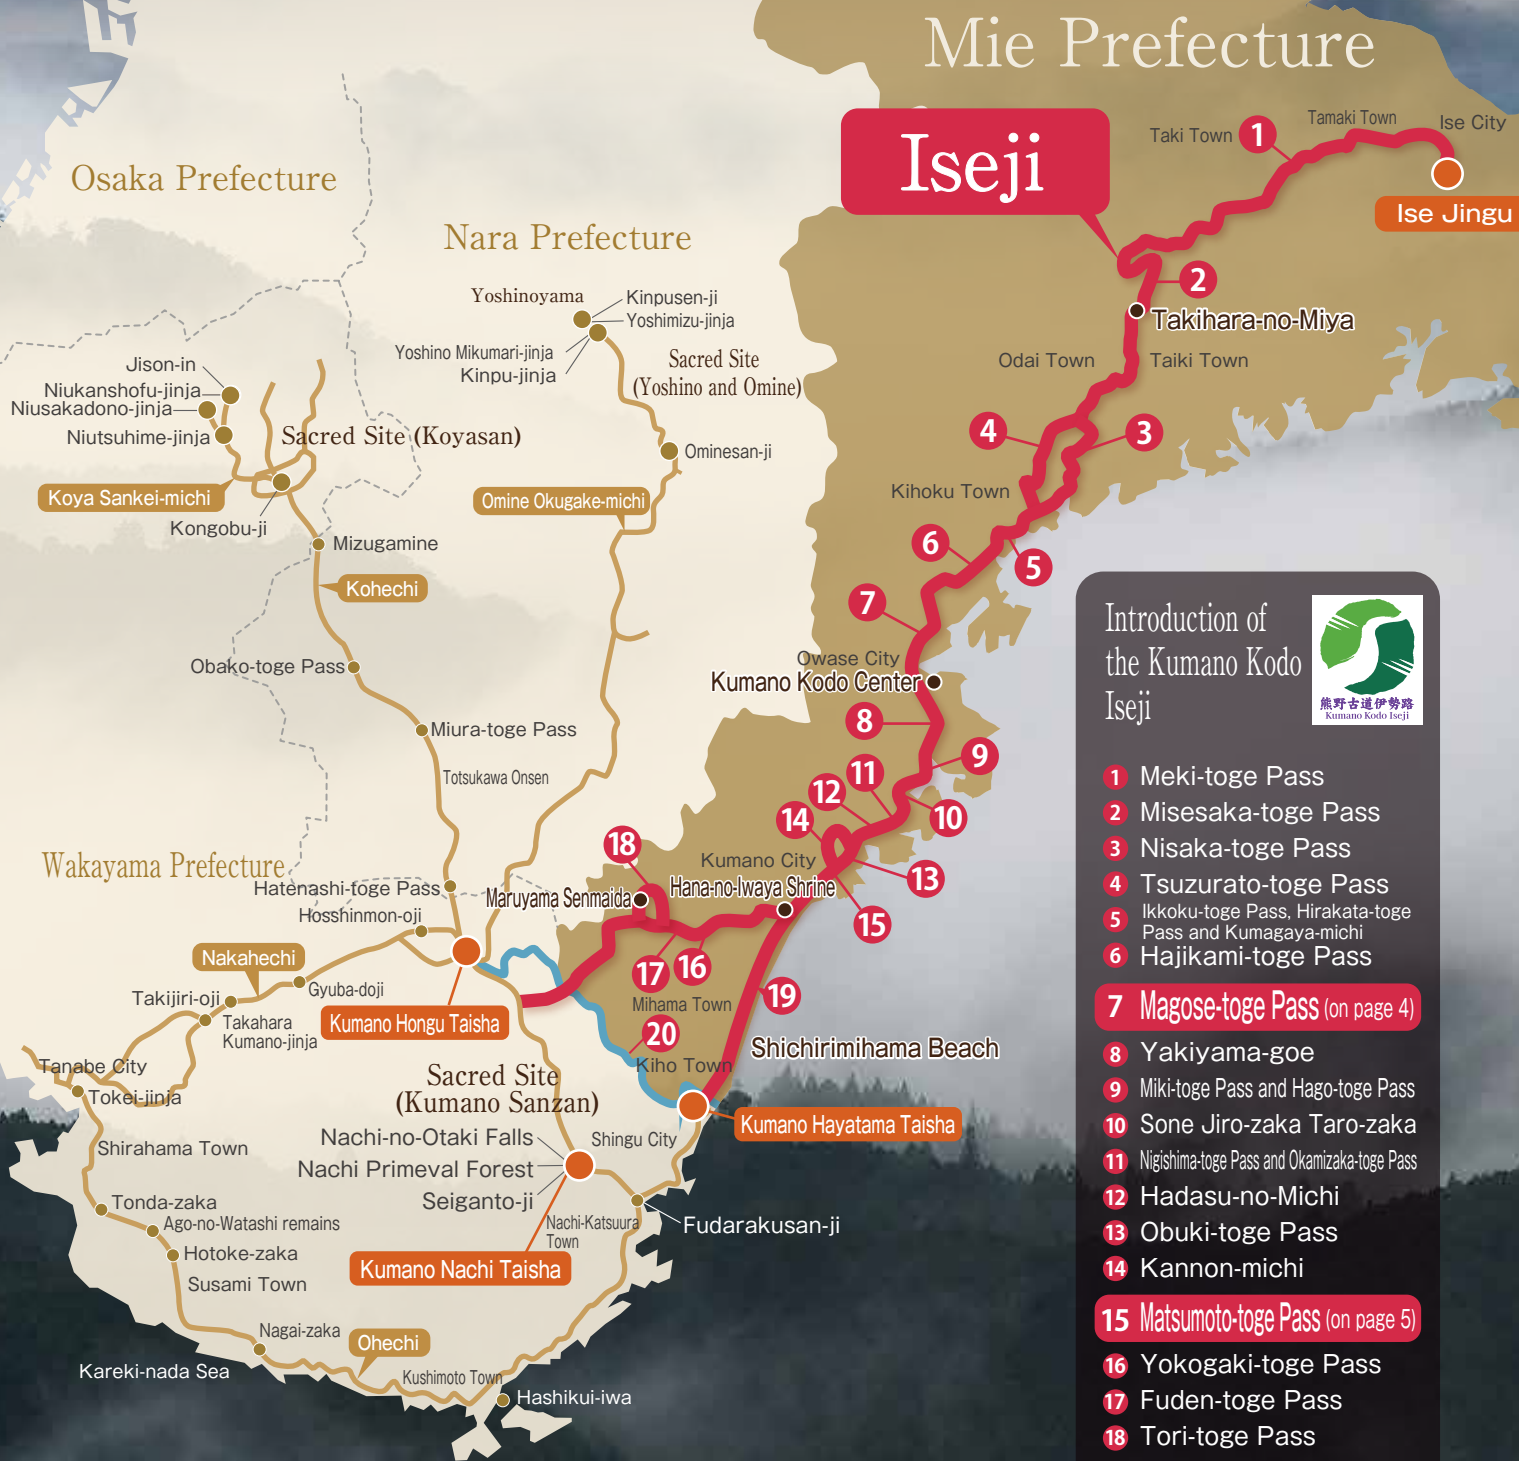 Mie Prefecture
Iseji
Taki Town
1
Tamaki Town
Ise City
Ise Jingu
Osaka Prefecture
Nara Prefecture
2
Takihara-no-Miya
Yoshinoyama
Kinpusen-ji
Yoshimizu-jinja
Yoshino Mikumari-jinja
Kinpu-jinja
Sacred Site
(Yoshino and Omine)
Odai Town
Taiki Town
Jison-in
Niukanshofu-jinja
Niusakadono-jinja
Niutsuhime-jinja
Sacred Site (Koyasan)
4
3
Ominesan-ji
Koya Sankei-michi
Omine Okugake-michi
Kihoku Town
Kongobu-ji
Mizugamine
6
5
Kohechi
7
Obako-toge Pass
Owase City
Kumano Kodo Center
Miura-toge Pass
8
9
Totsukawa Onsen
11
12
10
14
18
Kumano City
13
Wakayama Prefecture
Hatenashi-toge Pass
Maruyama Senmaida
Hana-no-Iwaya Shrine
Hosshinmon-oji
15
Nakahechi
17
16
Gyuba-doji
19
Takijiri-oji
Mihama Town
Takahara
Kumano-jinja
Kumano Hongu Taisha
20
Shichirimihama Beach
Kiho Town
Tanabe City
Tokei-jinja
Sacred Site
(Kumano Sanzan)
Kumano Hayatama Taisha
Nachi-no-Otaki Falls
Shingu City
Shirahama Town
Nachi Primeval Forest
Seiganto-ji
Tonda-zaka
Ago-no-Watashi remains
Nachi-Katsuura
Town
Fudarakusan-ji
Hotoke-zaka
Kumano Nachi Taisha
Susami Town
Nagai-zaka
Ohechi
Kareki-nada Sea
Kushimoto Town
Hashikui-iwa
Introduction of
the Kumano Kodo
Iseji
熊野古道伊勢路
Kumano Kodo Iseji
1 Meki-toge Pass
2 Misesaka-toge Pass
3 Nisaka-toge Pass
4 Tsuzurato-toge Pass
5 Ikkoku-toge Pass, Hirakata-toge
Pass and Kumagaya-michi
6 Hajikami-toge Pass
7 Magose-toge Pass (on page 4)
8 Yakiyama-goe
9 Miki-toge Pass and Hago-toge Pass
10 Sone Jiro-zaka Taro-zaka
11 Nigishima-toge Pass and Okamizaka-toge Pass
12 Hadasu-no-Michi
13 Obuki-toge Pass
14 Kannon-michi
15 Matsumoto-toge Pass (on page 5)
16 Yokogaki-toge Pass
17 Fuden-toge Pass
18 Tori-toge Pass